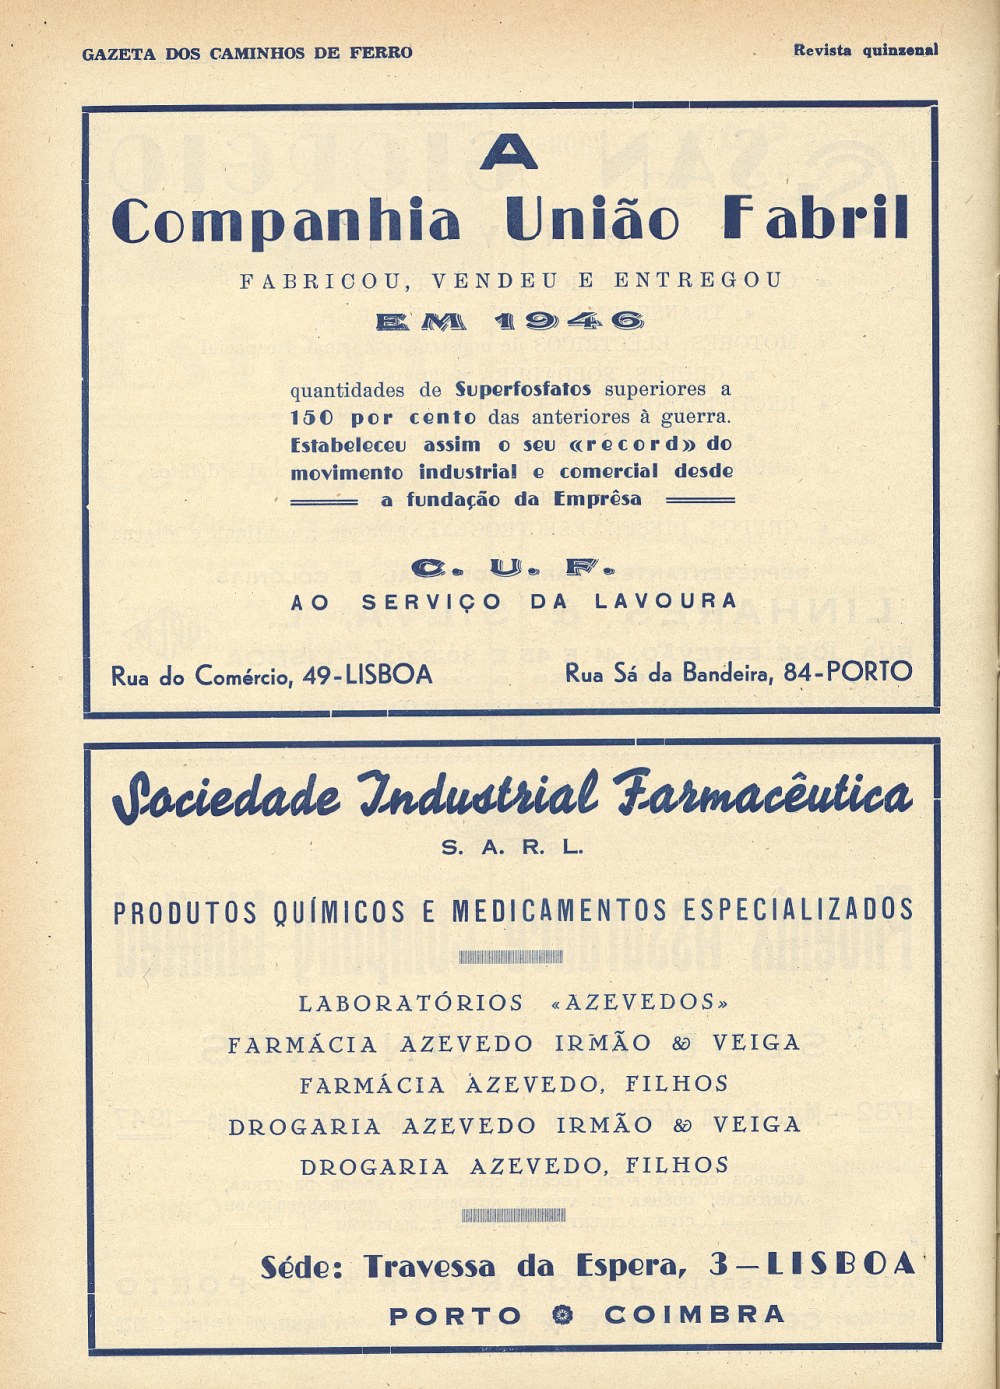 GAZETA DOS CAMINHOS DE FERRO
Revista quinzenal
A
Companhia União Fabril
FABRICOU, VENDEU E ENTREGOU
EM 1946
quantidades de Superfosfatos superiores a
150 por cento das anteriores à guerra.
Estabeleceu assim o seu «record» do
movimento industrial e comercial desde
a fundação da Emprêsa
C. U. F.
AO SERVIÇO DA LAVOURA
Rua do Comércio, 49-LISBOA
Rua Sá da Bandeira, 84-PORTO
Sociedade Industrial Farmacêutica
S. A. R. L.
PRODUTOS QUÍMICOS E MEDICAMENTOS ESPECIALIZADOS
LABORATÓRIOS «AZEVEDOS»
FARMÁCIA AZEVEDO IRMÃO & VEIGA
FARMÁCIA AZEVEDO, FILHOS
DROGARIA AZEVEDO IRMÃO & VEIGA
DROGARIA AZEVEDO, FILHOS
Séde: Travessa da Espera, 3—LISBOA
PORTO COIMBRA